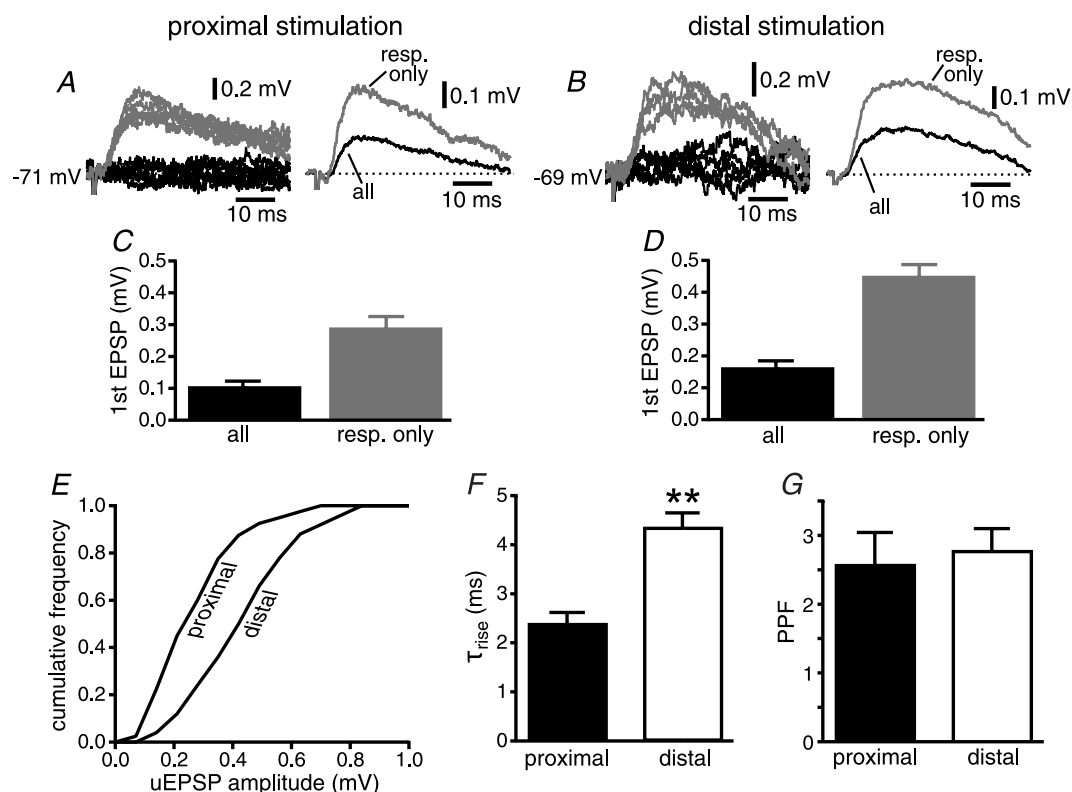 proximal stimulation
distal stimulation
A
0.2 mV
resp. only
0.1 mV
-71 mV
all
10 ms
10 ms
B
0.2 mV
resp. only
0.1 mV
-69 mV
all
10 ms
10 ms
C
1st EPSP (mV)
0.5
0.4
0.3
0.2
0.1
0.0
all
resp. only
D
1st EPSP (mV)
0.5
0.4
0.3
0.2
0.2
0.0
all
resp. only
E
cumulative frequency
1.0
0.8
0.6
0.4
0.2
0.0
proximal
distal
0.0 0.2 0.4 0.6 0.8 1.0
uEPSP amplitude (mV)
F
τrise (ms)
5
4
3
2
1
0
**
proximal
distal
G
PPF
3
2
1
0
proximal
distal